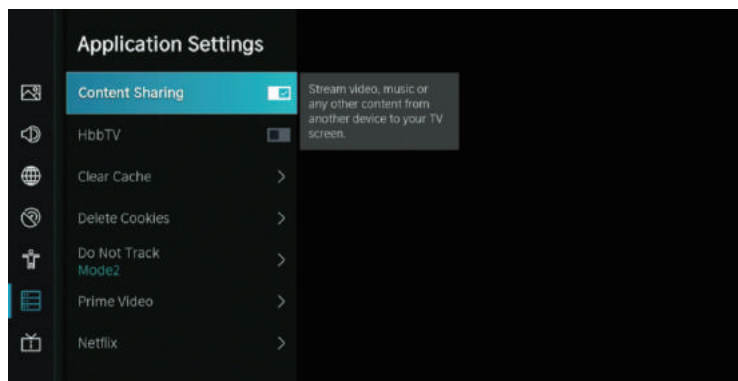 Application Settings
Content Sharing
Stream video, music or
any other content from
another device to your TV
screen.
HbbTV
Clear Cache
Delete Cookies
Do Not Track
Mode2
Prime Video
Netflix